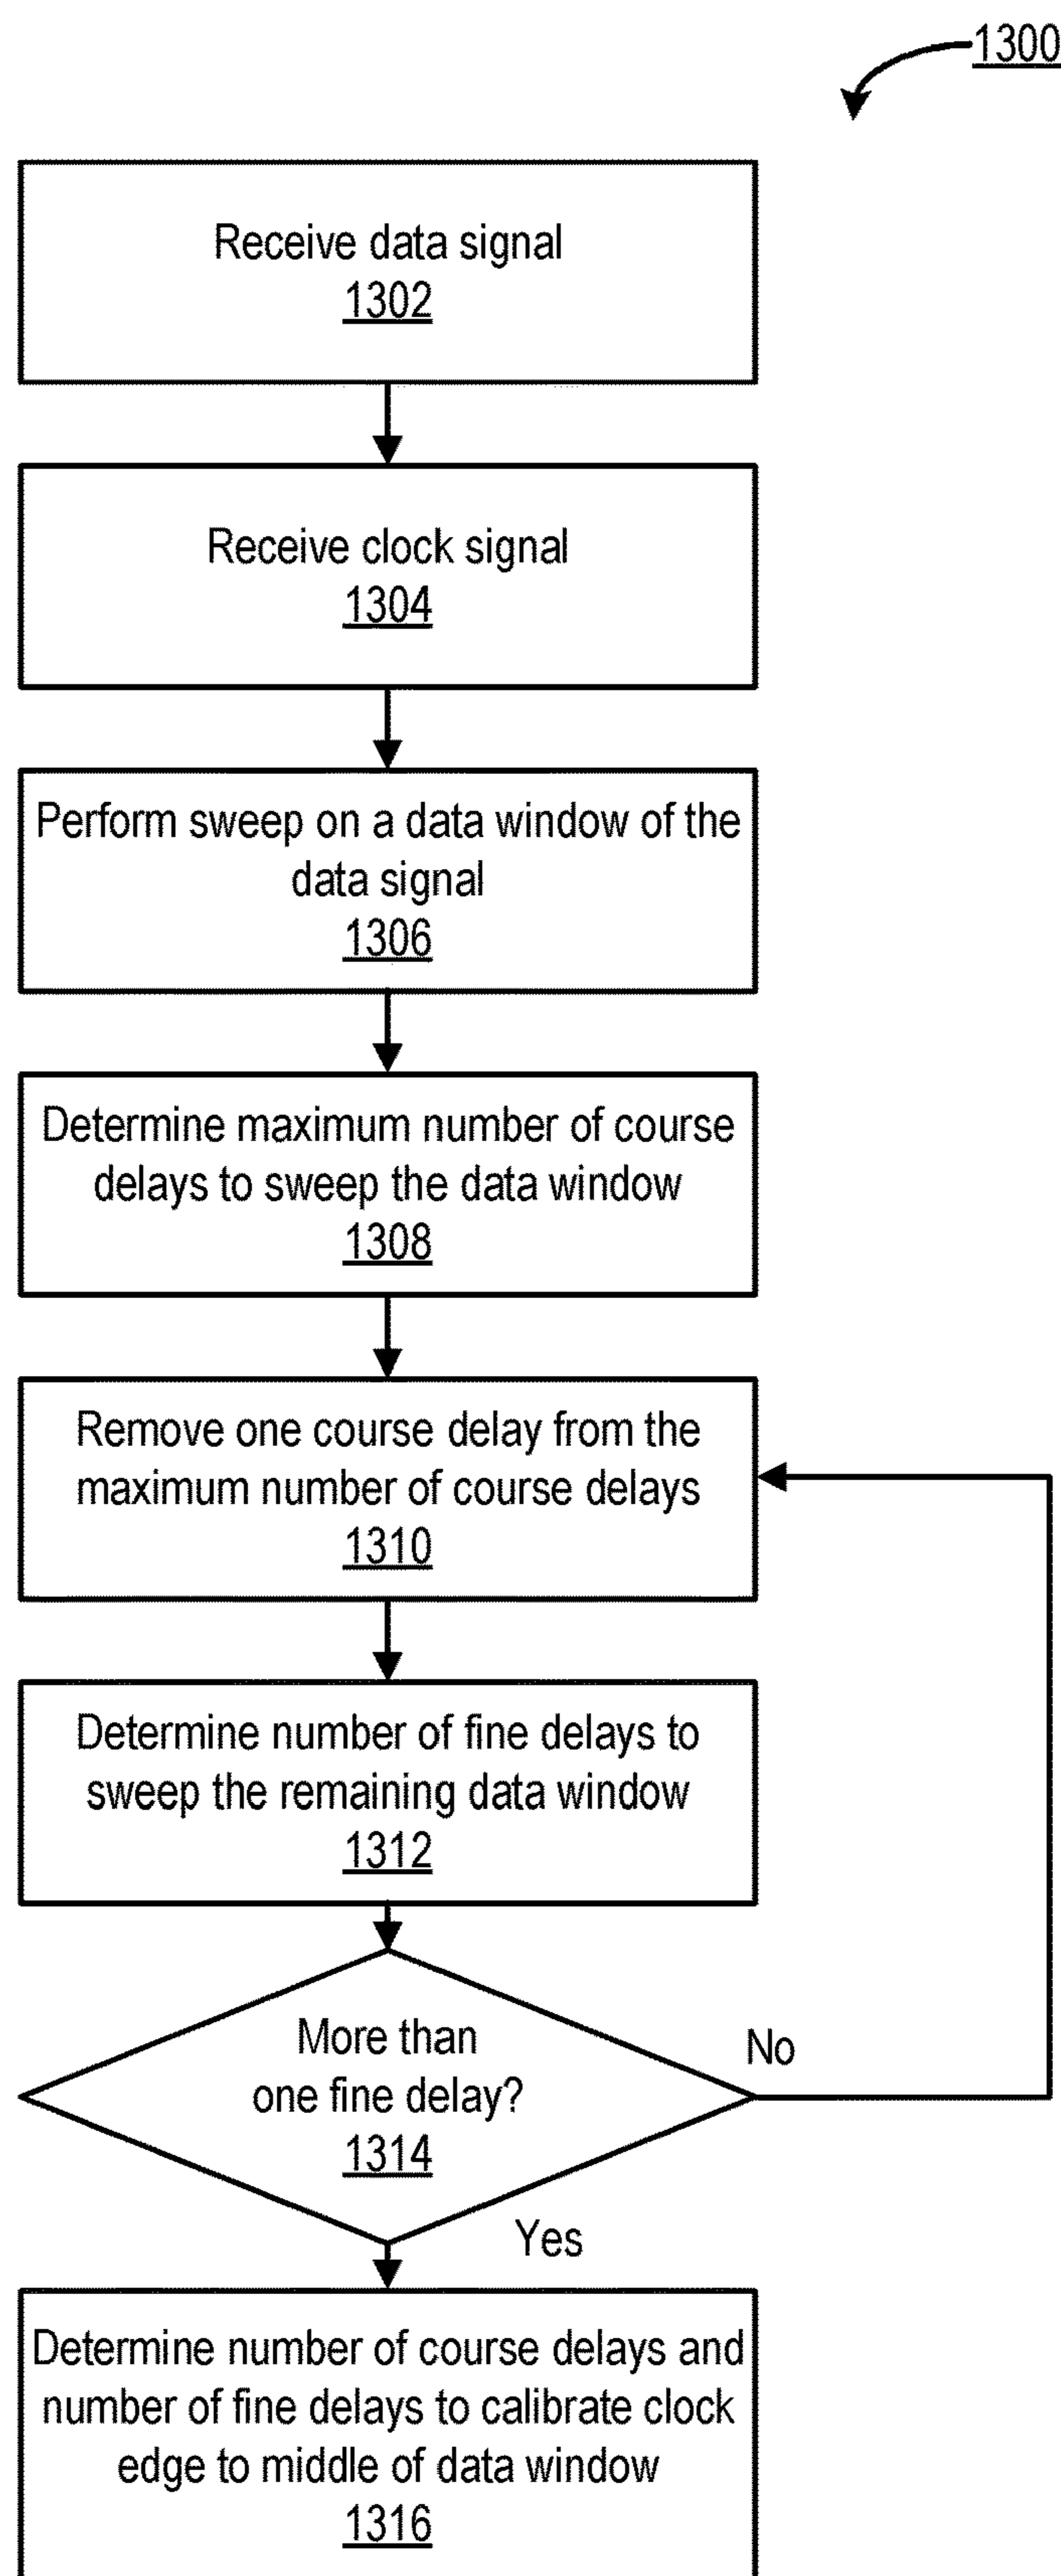 1300
Receive data signal
1302
Receive clock signal
1304
Perform sweep on a data window of the
data signal
1306
Determine maximum number of course
delays to sweep the data window
1308
Remove one course delay from the
maximum number of course delays
1310
Determine number of fine delays to
sweep the remaining data window
1312
More than
one fine delay?
1314
No
Yes
Determine number of course delays and
number of fine delays to calibrate clock
edge to middle of data window
1316